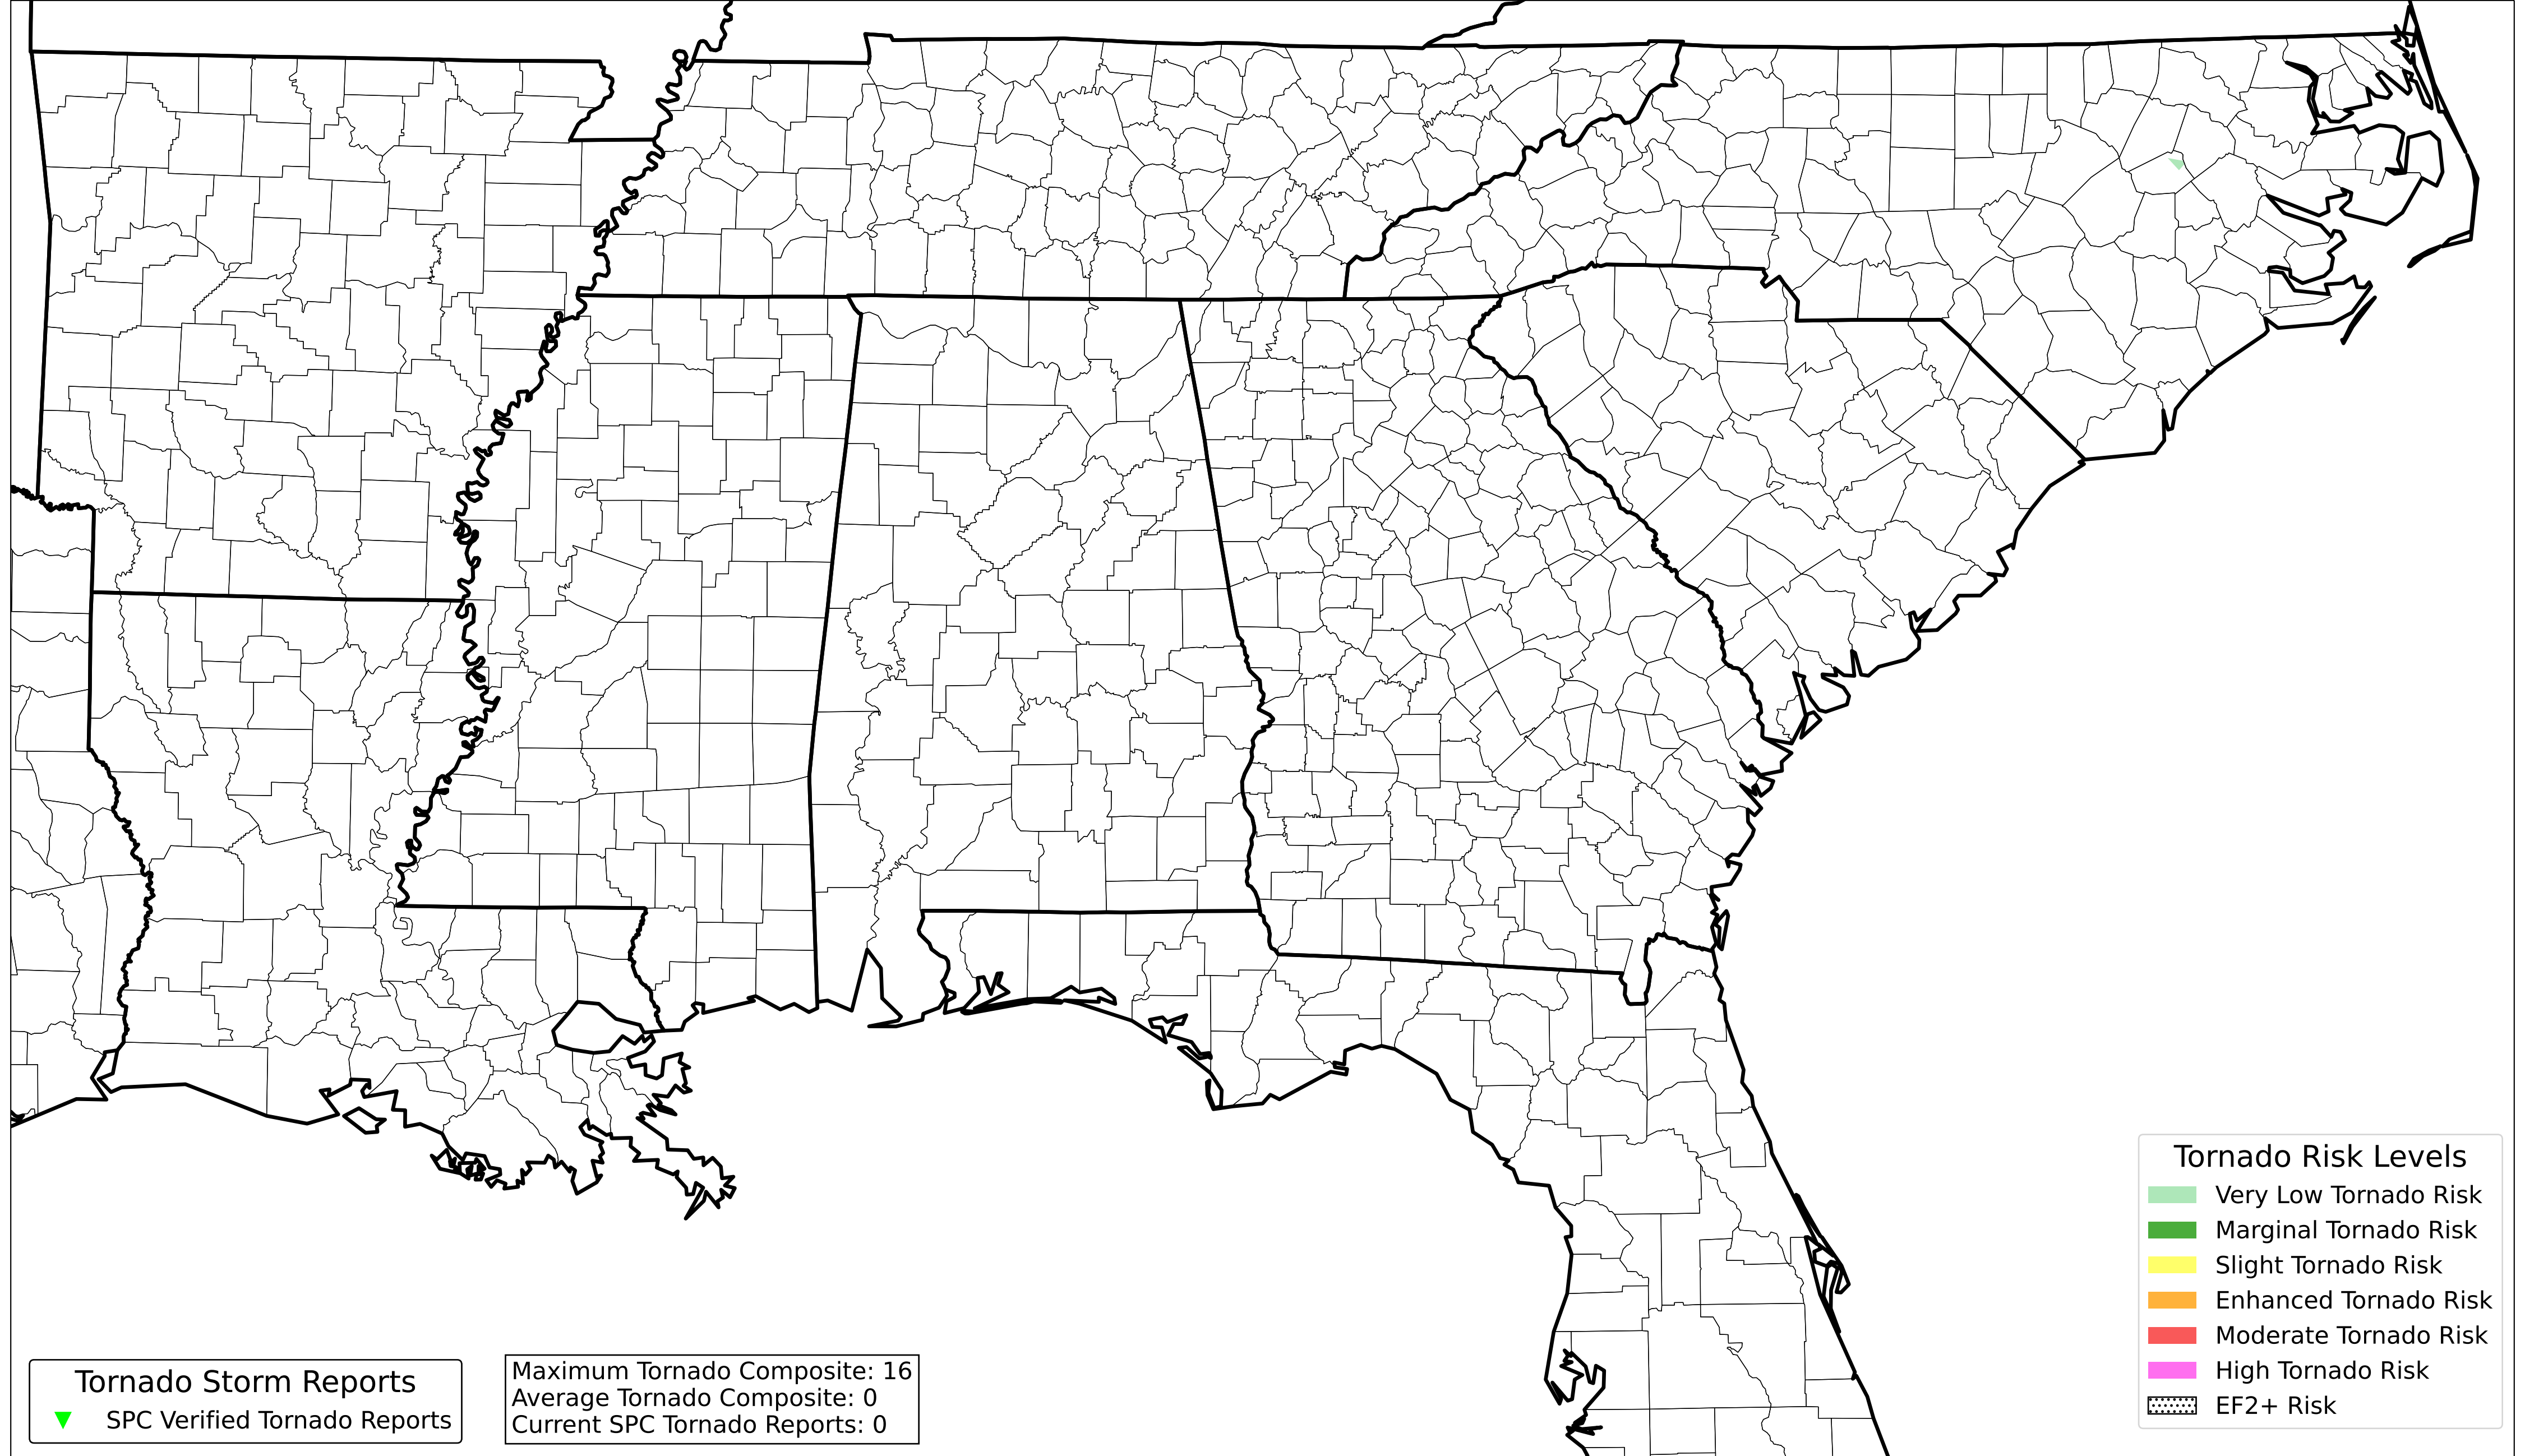 Tornado Risk Levels
Very Low Tornado Risk
Marginal Tornado Risk
Slight Tornado Risk
Enhanced Tornado Risk
Moderate Tornado Risk
High Tornado Risk
EF2+ Risk
Tornado Storm Reports
SPC Verified Tornado Reports
Maximum Tornado Composite: 16
Average Tornado Composite: 0
Current SPC Tornado Reports: 0